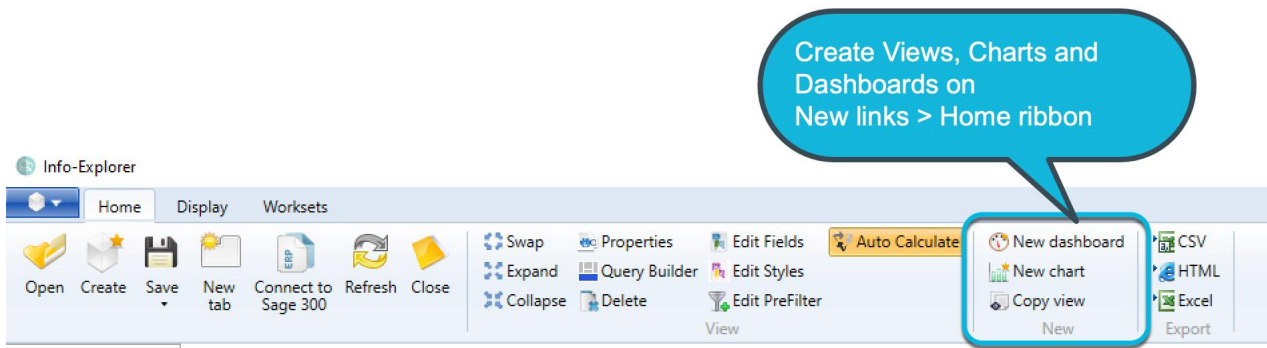 Create Views, Charts and
Dashboards on
New links > Home ribbon
Info-Explorer
Home Display Worksets
Open Create Save New tab Connect to Sage 300 ERP Refresh Close
Swap Properties Edit Fields Auto Calculate New dashboard CSV
Expand Query Builder Edit Styles New chart HTML
Collapse Delete Edit PreFilter Copy view Excel
View New Export